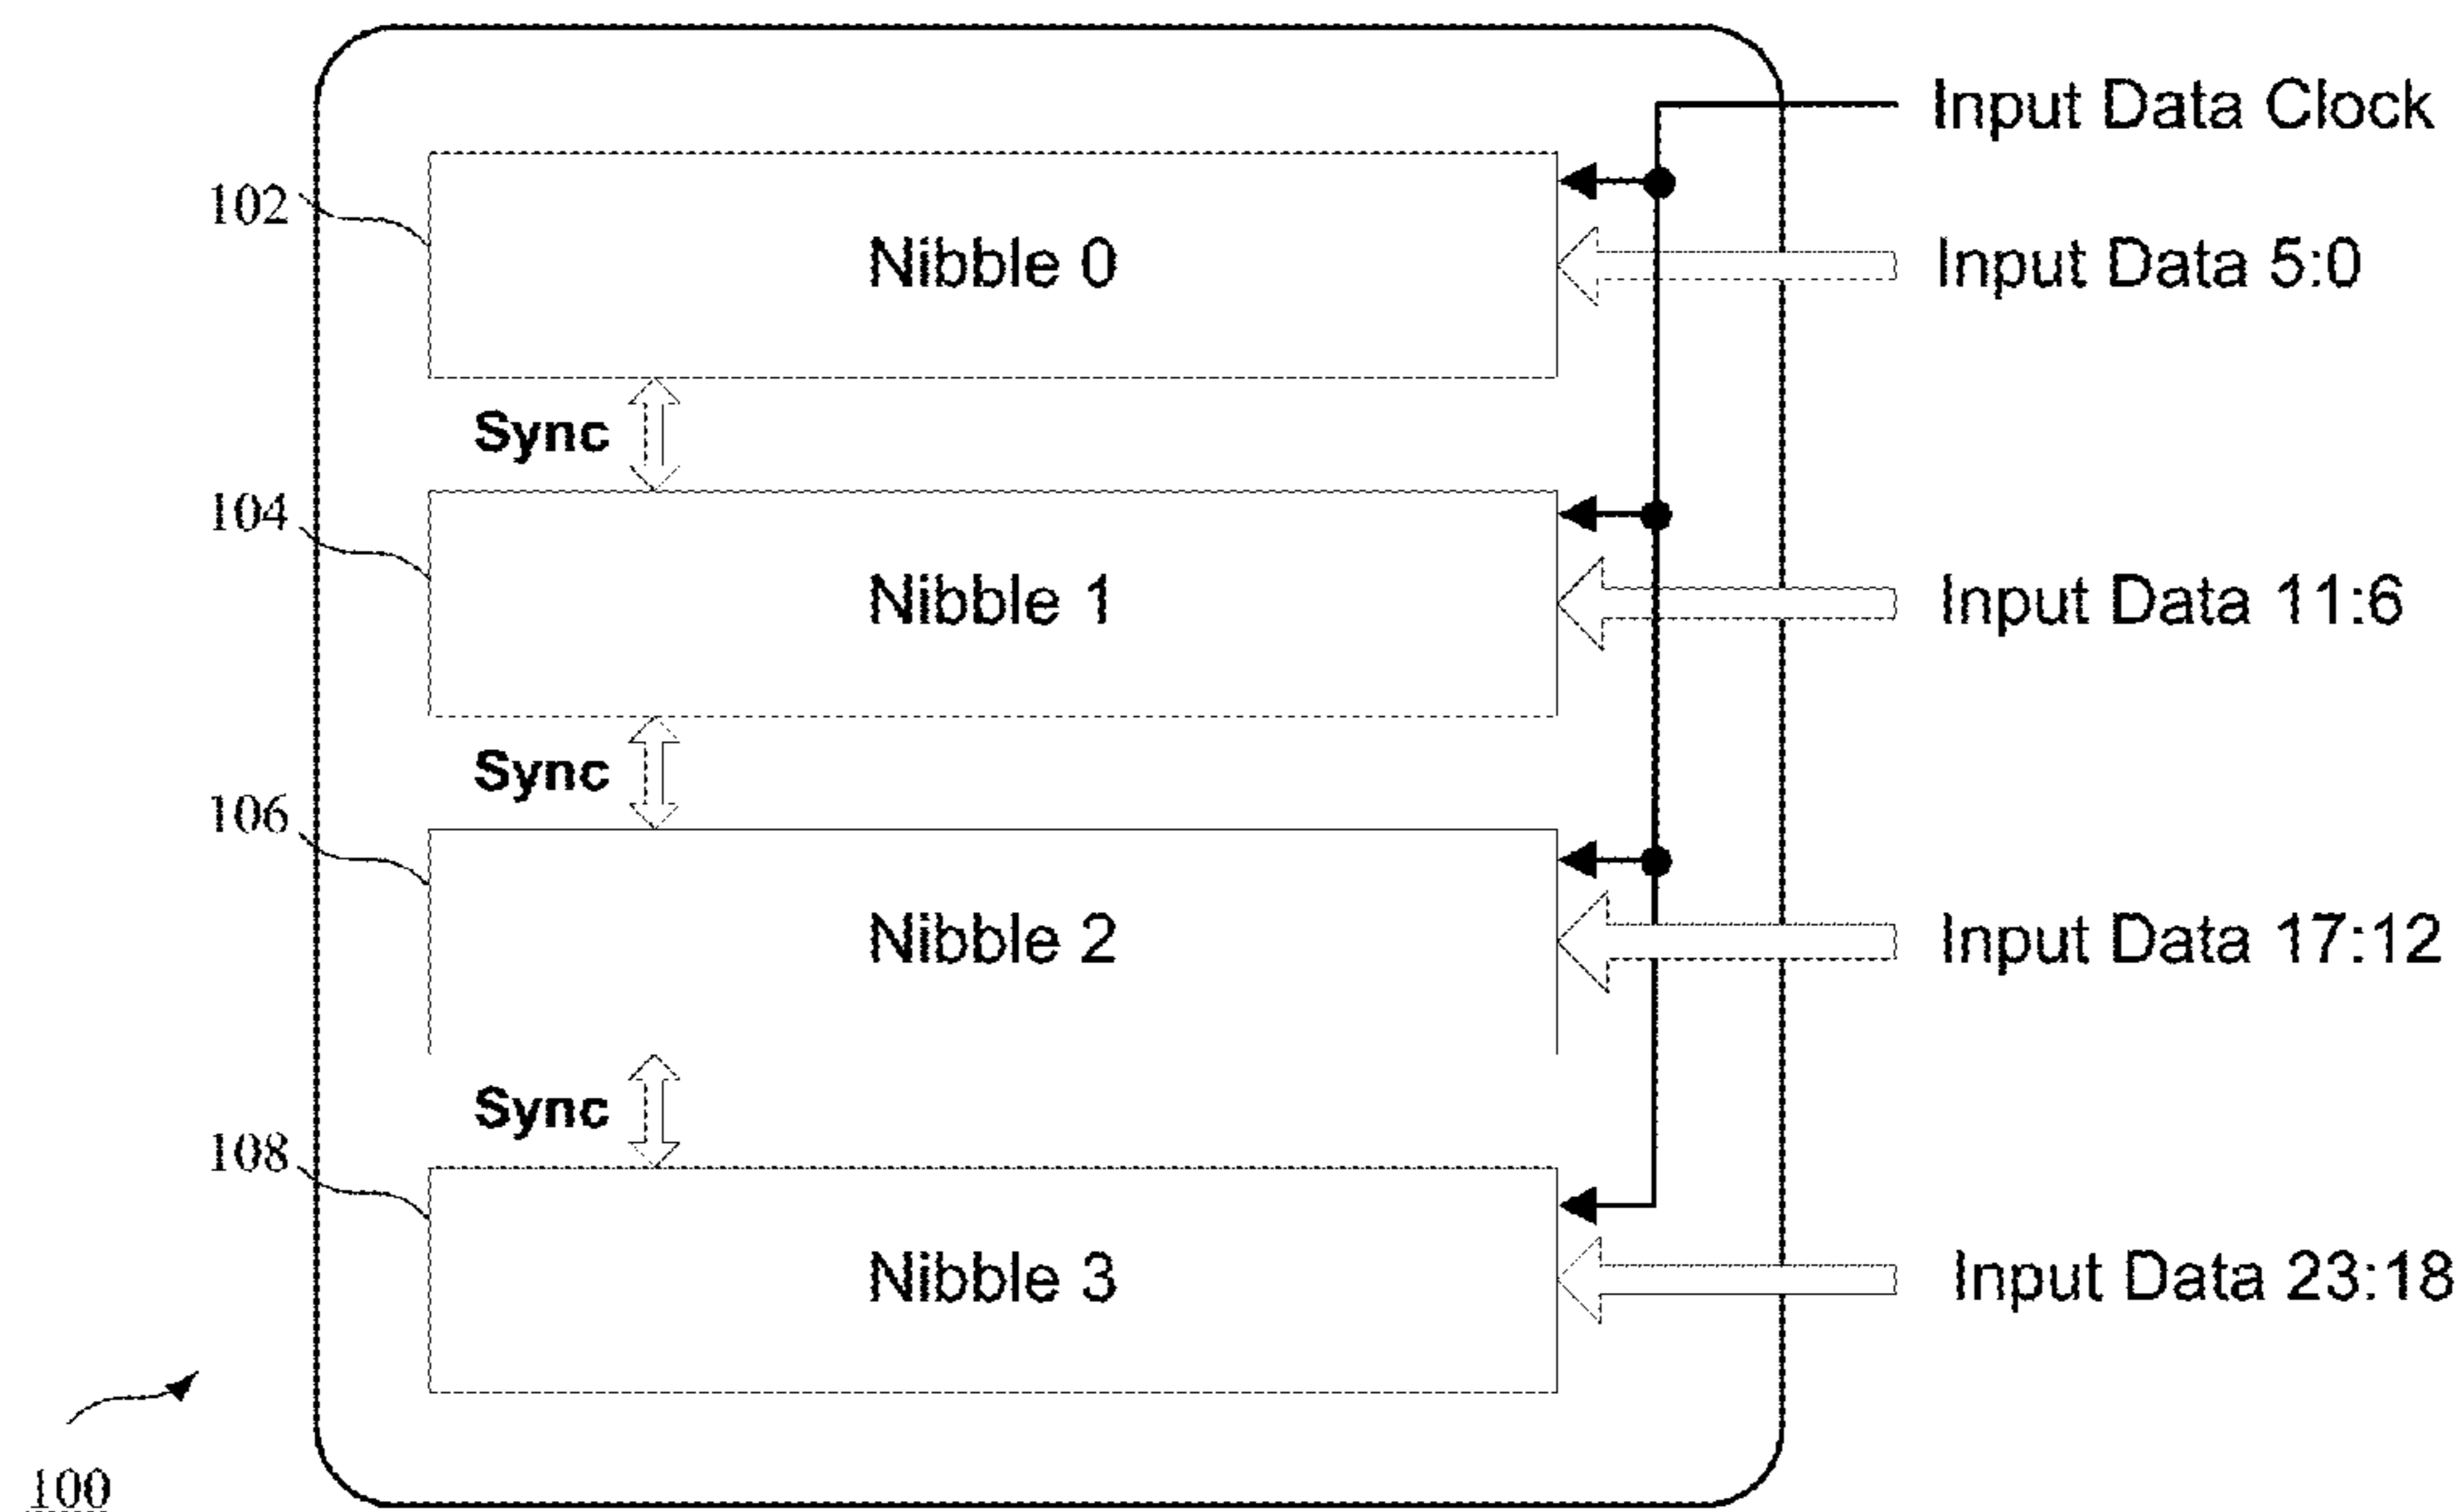 Input Data Clock
102
Nibble 0
Input Data 5:0
Sync
104
Nibble 1
Input Data 11:6
Sync
106
Nibble 2
Input Data 17:12
Sync
108
Nibble 3
Input Data 23:18
100